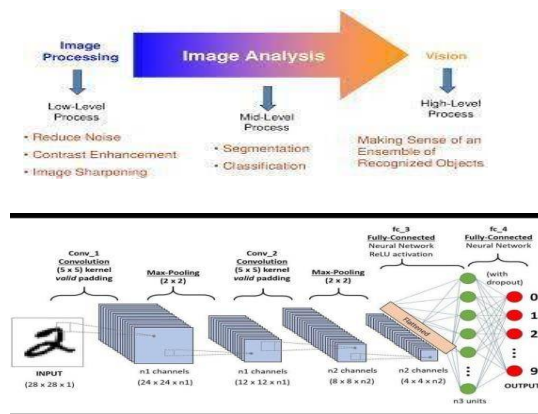 Image
Processing
Image Analysis
Vision
Low-Level
Process
• Reduce Noise
• Contrast Enhancement
• Image Sharpening
Mid-Level
Process
• Segmentation
• Classification
High-Level
Process
Making Sense of an
Ensemble of
Recognized Objects
Conv_1
Convolution
(5 x 5) kernel
valid padding
Max-Pooling
(2 x 2)
Conv_2
Convolution
(5 x 5) kernel
valid padding
Max-Pooling
(2 x 2)
fc_3
Fully-Connected
Neural Network
ReLU activation
fc_4
Fully-Connected
Neural Network
(with
dropout)
Flattened
2
INPUT
(28 x 28 x 1)
n1 channels
(24 x 24 x n1)
n1 channels
(12 x 12 x n1)
n2 channels
(8 x 8 x n2)
n2 channels
(4 x 4 x n2)
n3 units
0
1
2
9
OUTPUT